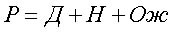 Р = Д + Н + Ож